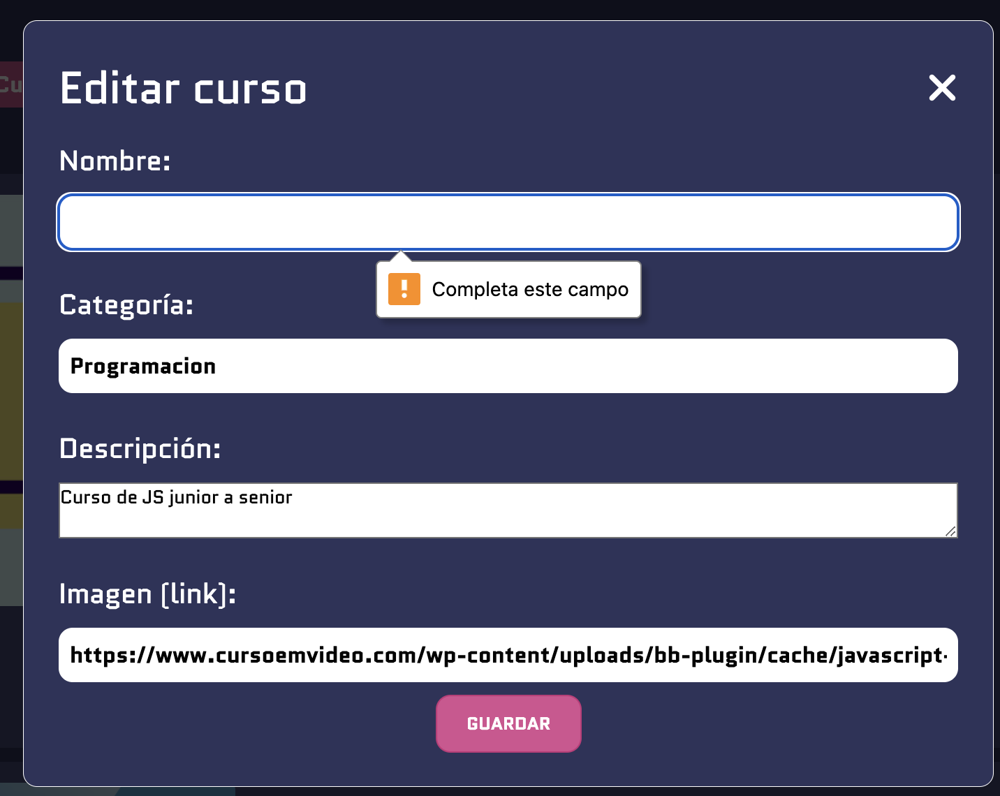 Cu
Editar curso
Nombre:
Completa este campo
Categoría:
Programacion
Descripción:
Curso de JS junior a senior
Imagen (link):
https://www.cursoemvideo.com/wp-content/uploads/bb-plugin/cache/javascript-
GUARDAR